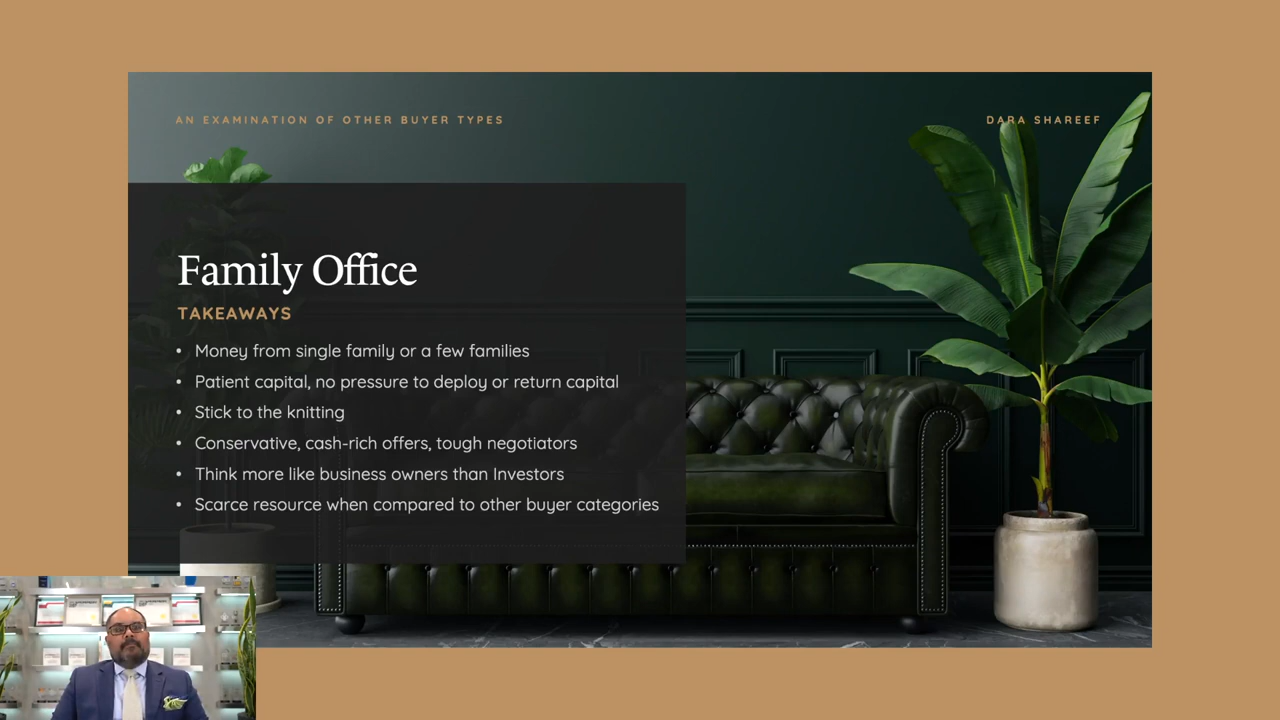 AN EXAMINATION OF OTHER BUYER TYPES
DARA SHAREEF
Family Office
TAKEAWAYS
• Money from single family or a few families
• Patient capital, no pressure to deploy or return capital
• Stick to the knitting
• Conservative, cash-rich offers, tough negotiators
• Think more like business owners than Investors
• Scarce resource when compared to other buyer categories